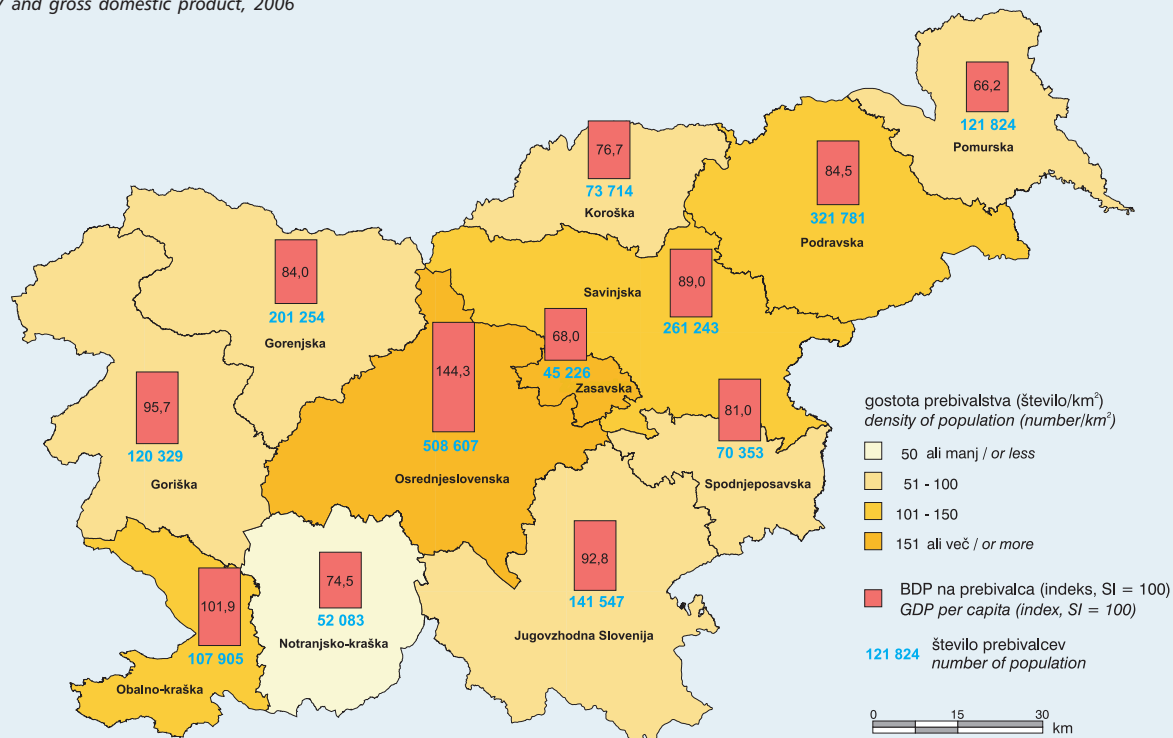 and gross domestic product, 2006
66,2
121 824
Pomurska
76,7
73 714
Koroška
84,5
321 781
Podravska
84,0
201 254
Gorenjska
Savinjska
89,0
261 243
68,0
45 226
Zasavska
144,3
508 607
Osrednjeslovenska
95,7
120 329
Goriška
81,0
70 353
Spodnjeposavska
92,8
141 547
Jugovzhodna Slovenija
74,5
52 083
Notranjsko-kraška
101,9
107 905
Obalno-kraška
gostota prebivalstva (število/km²)
density of population (number/km²)
50 ali manj / or less
51 - 100
101 - 150
151 ali več / or more
BDP na prebivalca (indeks, SI = 100)
GDP per capita (index, SI = 100)
121 824 število prebivalcev
number of population
0 15 30
km